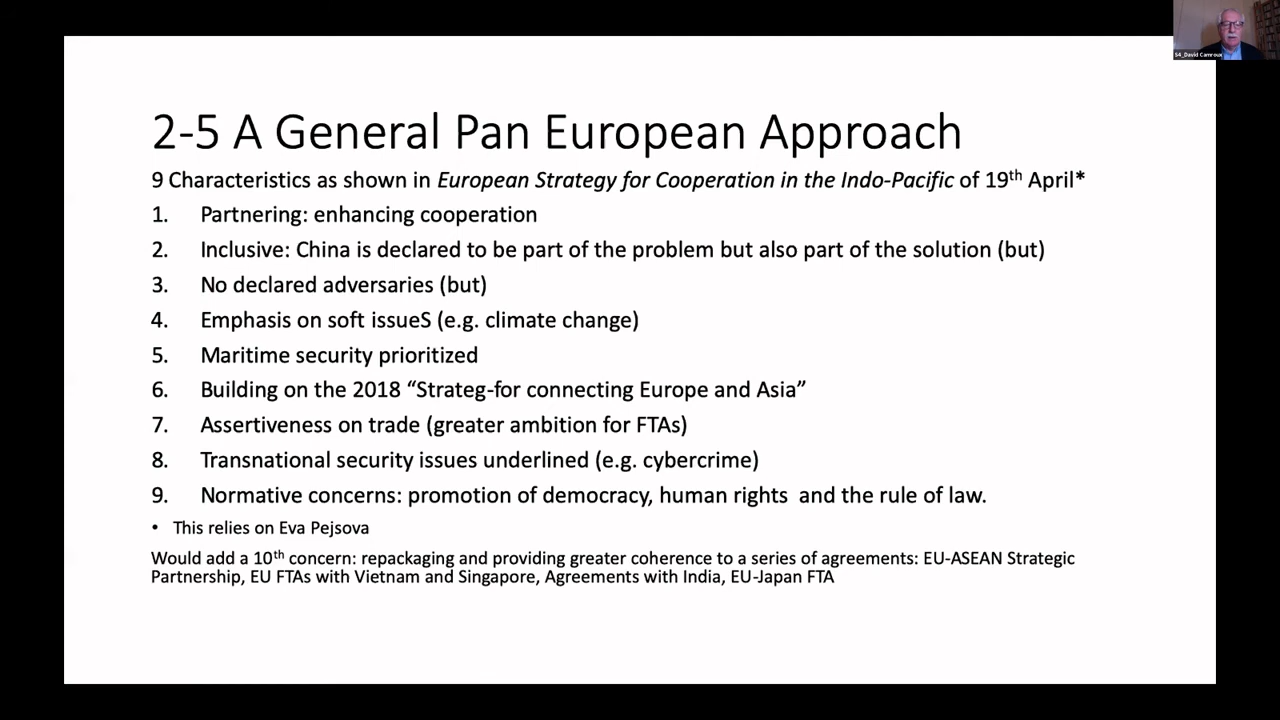 S4_David Camroux
2-5 A General Pan European Approach
9 Characteristics as shown in European Strategy for Cooperation in the Indo-Pacific of 19th April*
1. Partnering: enhancing cooperation
2. Inclusive: China is declared to be part of the problem but also part of the solution (but)
3. No declared adversaries (but)
4. Emphasis on soft issueS (e.g. climate change)
5. Maritime security prioritized
6. Building on the 2018 “Strateg-for connecting Europe and Asia”
7. Assertiveness on trade (greater ambition for FTAs)
8. Transnational security issues underlined (e.g. cybercrime)
9. Normative concerns: promotion of democracy, human rights  and the rule of law.
• This relies on Eva Pejsova
Would add a 10th concern: repackaging and providing greater coherence to a series of agreements: EU-ASEAN Strategic
Partnership, EU FTAs with Vietnam and Singapore, Agreements with India, EU-Japan FTA